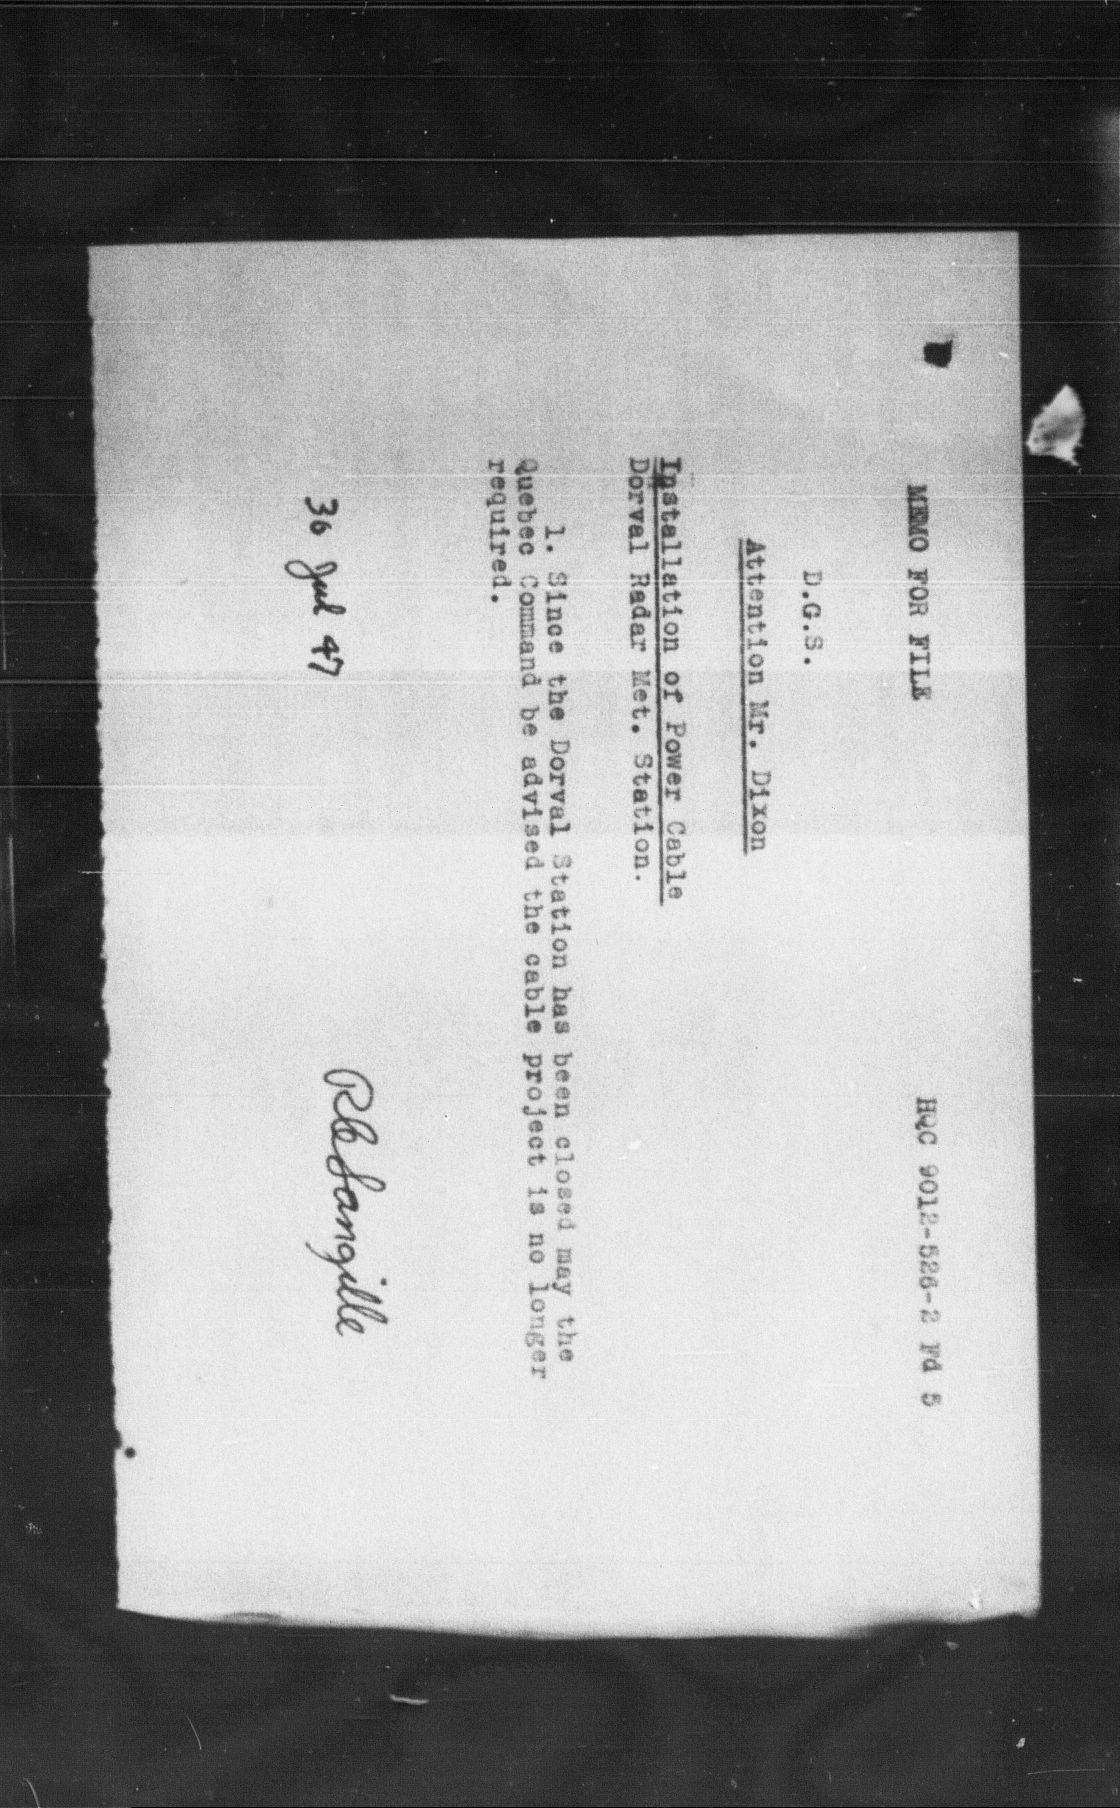 MEMO FOR FILE HQC 9012-526-2 Fd 5
D.G.S.
Attention Mr. Dixon
Installation of Power Cable
Dorval Radar Met. Station.
1. Since the Dorval Station has been closed may the
Quebec Command be advised the cable project is no longer
required.
30 Jul 47